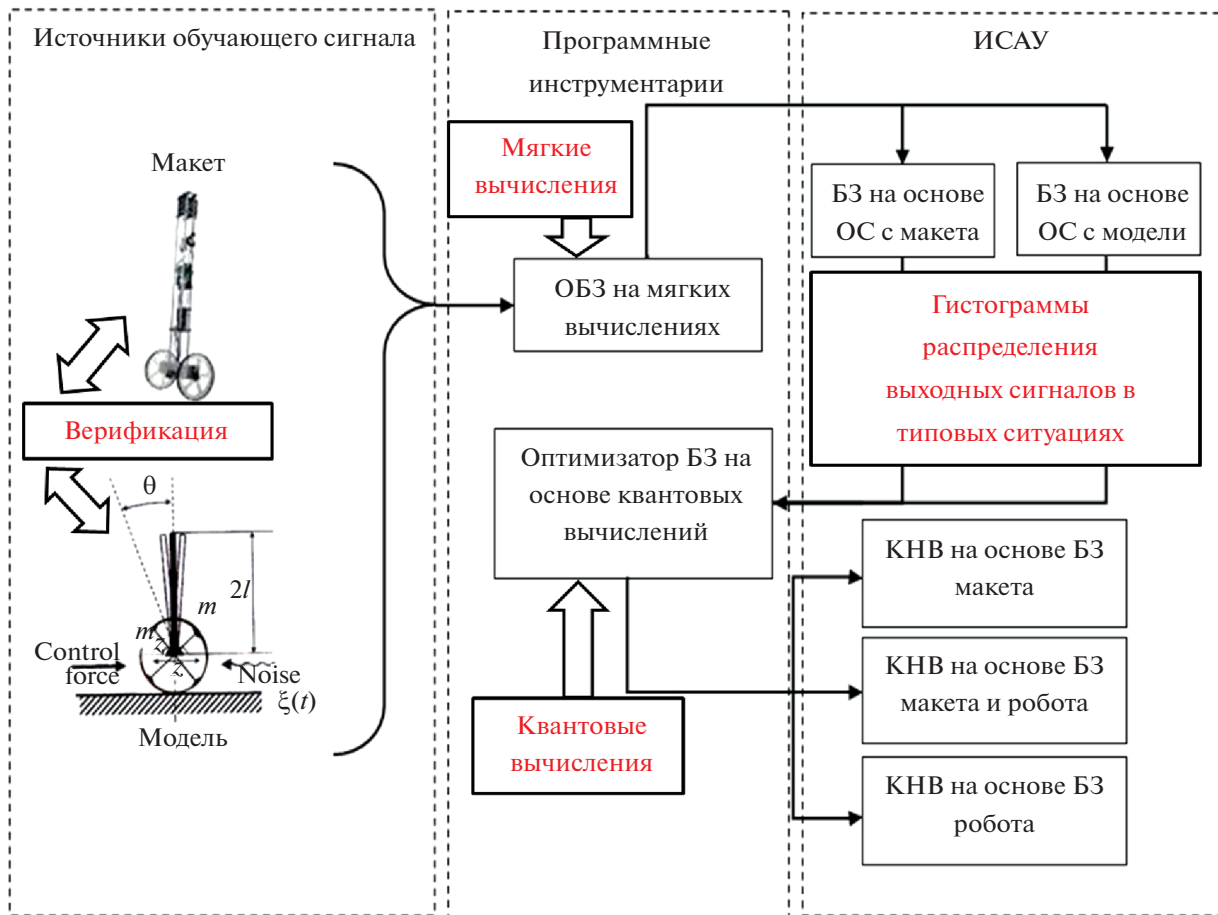 Источники обучающего сигнала
Макет
Верификация
θ
2l
m
m
z
z
Control
force
Noise
ξ(t)
Модель
Программные
инструментарии
Мягкие
вычисления
ОБЗ на мягких
вычислениях
Оптимизатор БЗ на
основе квантовых
вычислений
Квантовые
вычисления
ИСАУ
БЗ на основе
ОС с макета
БЗ на основе
ОС с модели
Гистограммы
распределения
выходных сигналов в
типовых ситуациях
КНВ на основе БЗ
макета
КНВ на основе БЗ
макета и робота
КНВ на основе БЗ
робота